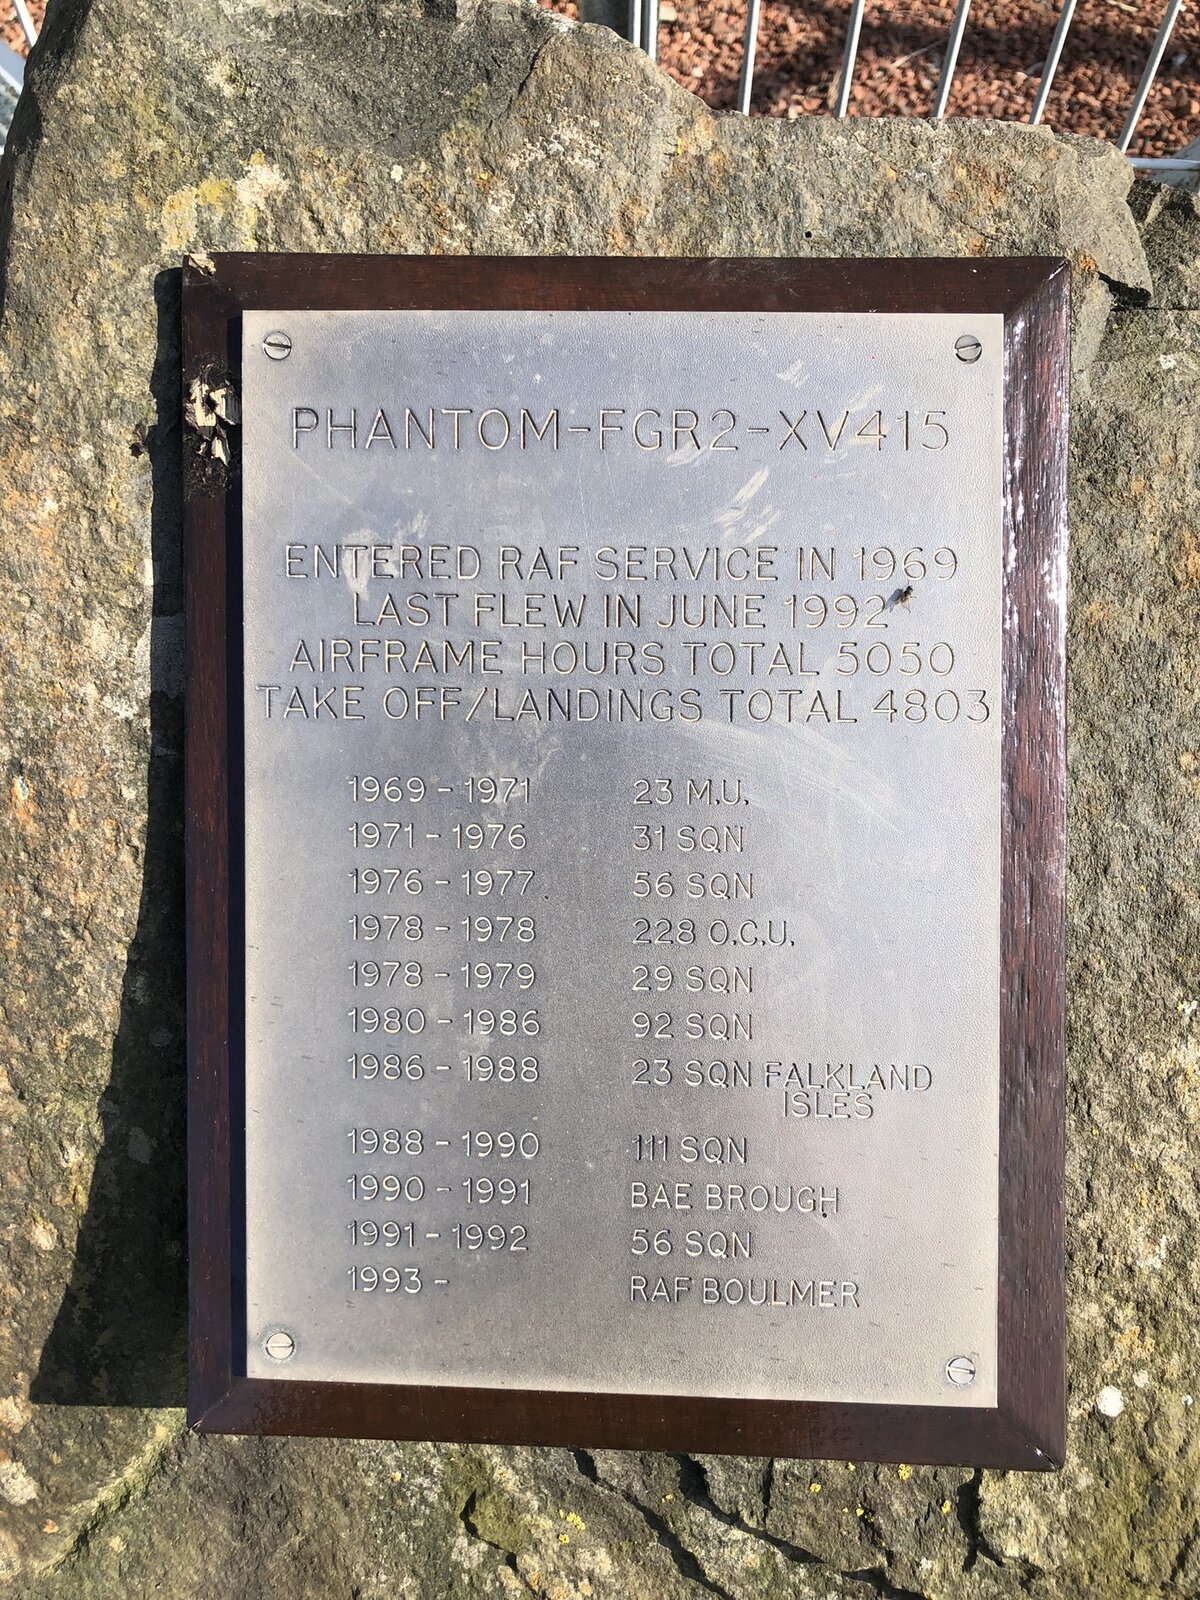 PHANTOM-FGR2-XV415
ENTERED RAF SERVICE IN 1969
LAST FLEW IN JUNE 1992
AIRFRAME HOURS TOTAL 5050
TAKE OFF/LANDINGS TOTAL 4803
1969 - 1971 23 M.U.
1971 - 1976 31 SQN
1976 - 1977 56 SQN
1978 - 1978 228 O.C.U.
1978 - 1979 29 SQN
1980 - 1986 92 SQN
1986 - 1988 23 SQN FALKLAND
ISLES
1988 - 1990 111 SQN
1990 - 1991 BAE BROUGH
1991 - 1992 56 SQN
1993 - RAF BOULMER